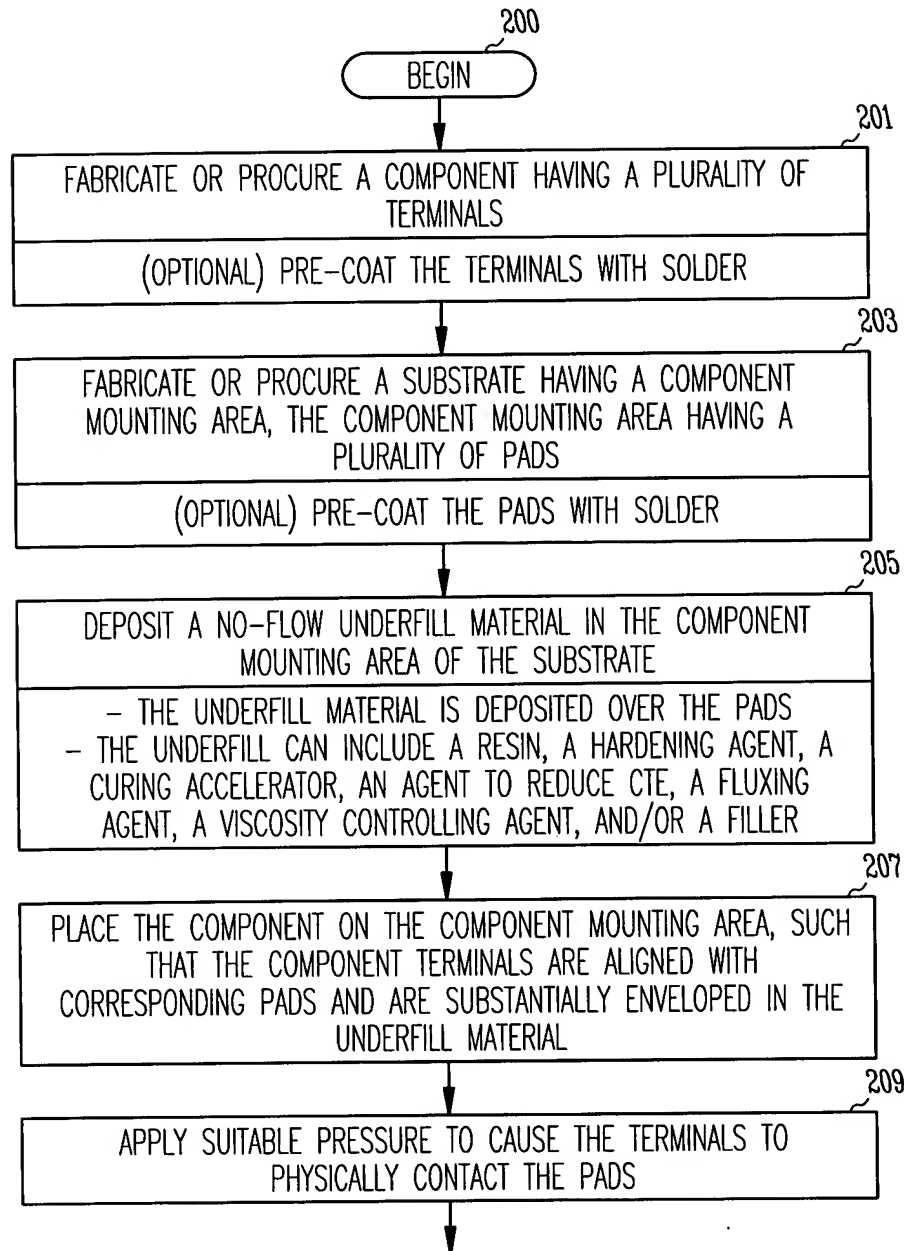 200
BEGIN
201
FABRICATE OR PROCURE A COMPONENT HAVING A PLURALITY OF
TERMINALS
(OPTIONAL) PRE-COAT THE TERMINALS WITH SOLDER
203
FABRICATE OR PROCURE A SUBSTRATE HAVING A COMPONENT
MOUNTING AREA, THE COMPONENT MOUNTING AREA HAVING A
PLURALITY OF PADS
(OPTIONAL) PRE-COAT THE PADS WITH SOLDER
205
DEPOSIT A NO-FLOW UNDERFILL MATERIAL IN THE COMPONENT
MOUNTING AREA OF THE SUBSTRATE
- THE UNDERFILL MATERIAL IS DEPOSITED OVER THE PADS
- THE UNDERFILL CAN INCLUDE A RESIN, A HARDENING AGENT, A
CURING ACCELERATOR, AN AGENT TO REDUCE CTE, A FLUXING
AGENT, A VISCOSITY CONTROLLING AGENT, AND/OR A FILLER
207
PLACE THE COMPONENT ON THE COMPONENT MOUNTING AREA, SUCH
THAT THE COMPONENT TERMINALS ARE ALIGNED WITH
CORRESPONDING PADS AND ARE SUBSTANTIALLY ENVELOPED IN THE
UNDERFILL MATERIAL
209
APPLY SUITABLE PRESSURE TO CAUSE THE TERMINALS TO
PHYSICALLY CONTACT THE PADS